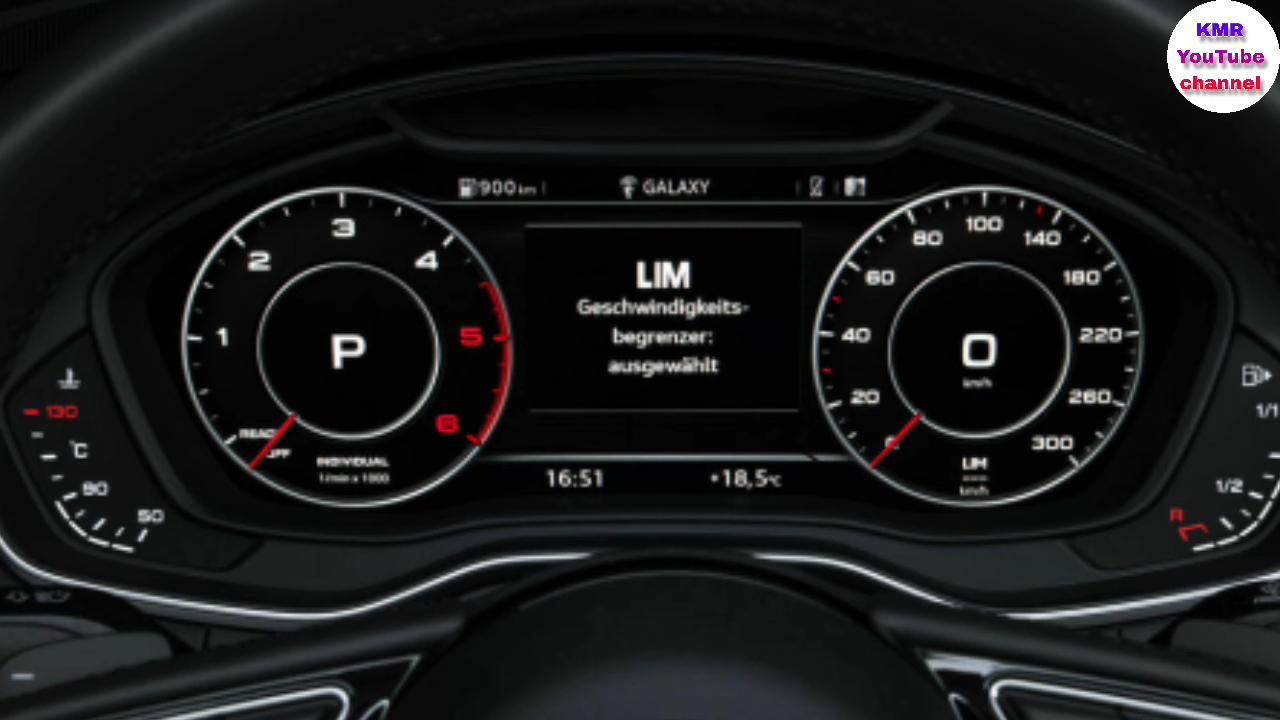 KMR
YouTube
channel
900 km
GALAXY
LIM
Geschwindigkeits-
begrenzer:
ausgewählt
16:51
+18,5°C
1
2
3
4
5
6
P
READY
OFF
INDIVIDUAL
1/min x 1000
0
20
40
60
80
100
140
180
220
260
300
0
km/h
LIM
---
km/h
130
°C
90
50
1/1
1/2
R